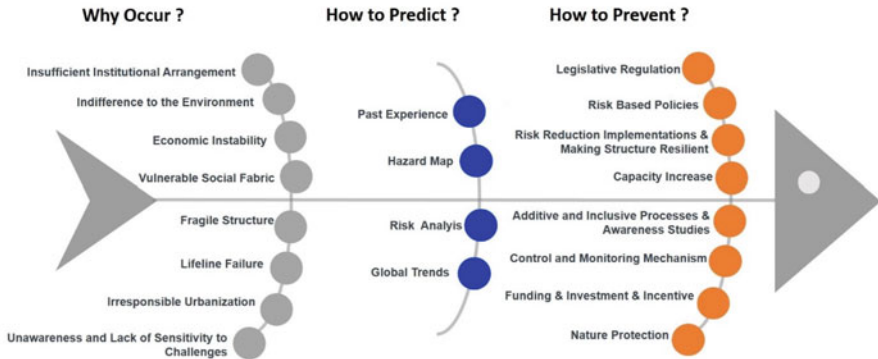 Why Occur ?
How to Predict ?
How to Prevent ?
Insufficient Institutional Arrangement
Indifference to the Environment
Economic Instability
Vulnerable Social Fabric
Fragile Structure
Lifeline Failure
Irresponsible Urbanization
Unawareness and Lack of Sensitivity to
Challenges
Past Experience
Hazard Map
Risk Analyis
Global Trends
Legislative Regulation
Risk Based Policies
Risk Reduction Implementations &
Making Structure Resilient
Capacity Increase
Additive and Inclusive Processes &
Awareness Studies
Control and Monitoring Mechanism
Funding & Investment & Incentive
Nature Protection